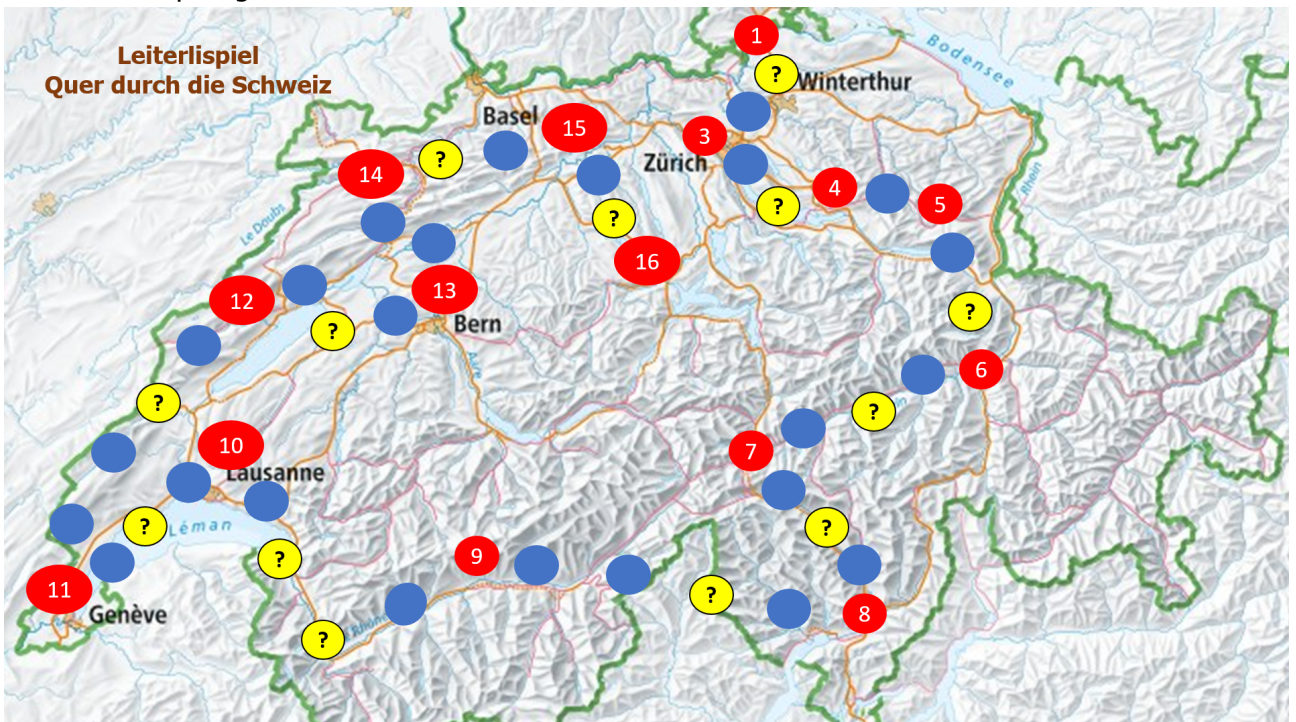 Leiterlispiel
Quer durch die Schweiz
1
Bodensee
?
Winterthur
Basel
15
3
Zürich
14
?
4
5
?
?
Rhein
Le Doubs
16
12
13
?
Bern
?
Aare
6
?
?
10
7
Lausanne
?
Léman
?
9
?
?
11
Genève
8
?
Rhône